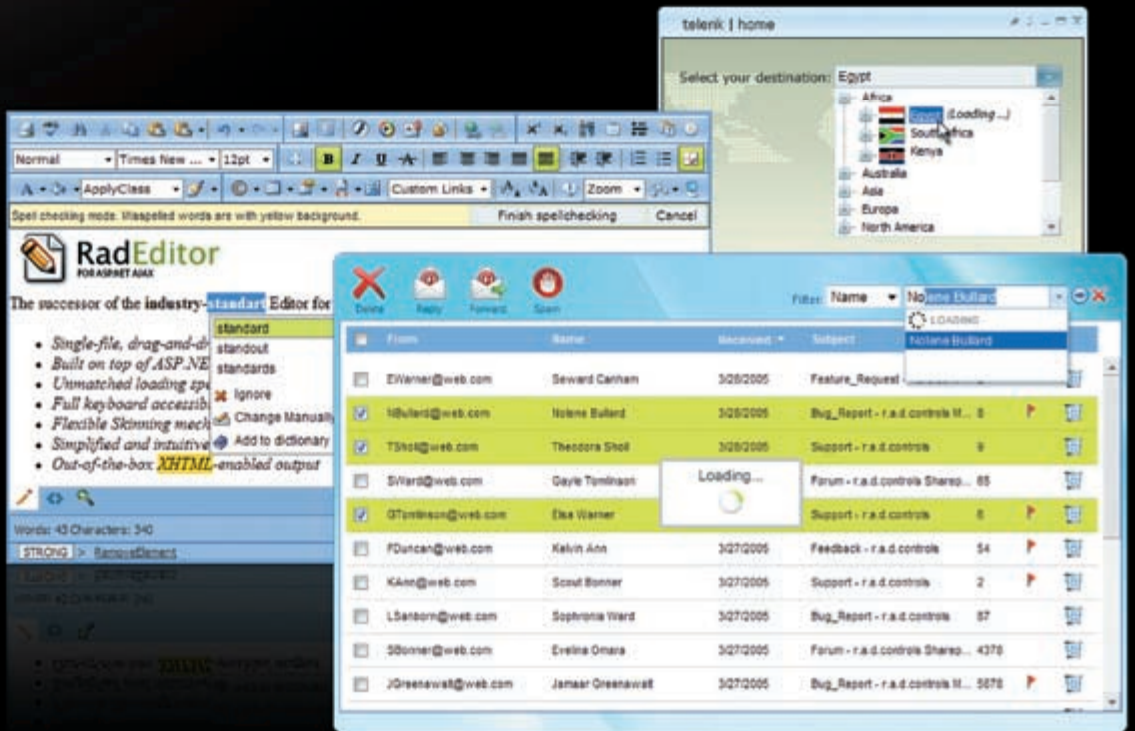 telerik | home
Select your destination: Egypt
Africa
Egypt (Loading ...)
South Africa
Kenya
Australia
Asia
Europa
North America
Normal Times New ... 12pt B I U A
A ApplyClass Custom Links Zoom
Spell checking mode. Misspelled words are with yellow background. Finish spellchecking Cancel
RadEditor
FOR ASP.NET AJAX
The successor of the industry-standart Editor for
standard
standout
standards
Ignore
Change Manually
Add to dictionary
• Single-file, drag-and-dr
• Built on top of ASP.NE
• Unmatched loading spe
• Full keyboard accessib
• Flexible Skinning mech
• Simplified and intuitive
• Out-of-the-box XHTML-enabled output
Words: 43 Characters: 340
STRONG > RemoveElement
Delete Reply Forward Spam
Filter: Name Nolene Bullard
LOADING
Nolene Bullard
From Name Received Subject
EWarner@web.com Seward Canham 3/28/2005 Feature_Request -
NBullard@web.com Nolene Bullard 3/28/2005 Bug_Report - r.a.d.controls M... 8
TSholl@web.com Theodora Sholl 3/28/2005 Support - r.a.d.controls
SWard@web.com Gayle Tomlinson Forum - r.a.d.controls Sharep... 65
GTomlinson@web.com Elsa Warner Support - r.a.d.controls 6
Loading...
FDuncan@web.com Kelvin Ann 3/27/2005 Feedback - r.a.d.controls 54
KAnn@web.com Scout Bonner 3/27/2005 Support - r.a.d.controls 2
LSanborn@web.com Sophronia Ward 3/27/2005 Bug_Report - r.a.d.controls 87
SBonner@web.com Evelina Omara 3/27/2005 Forum - r.a.d.controls Sharep... 4378
JGreenawalt@web.com Jamaar Greenawalt 3/27/2005 Bug_Report - r.a.d.controls M... 5678